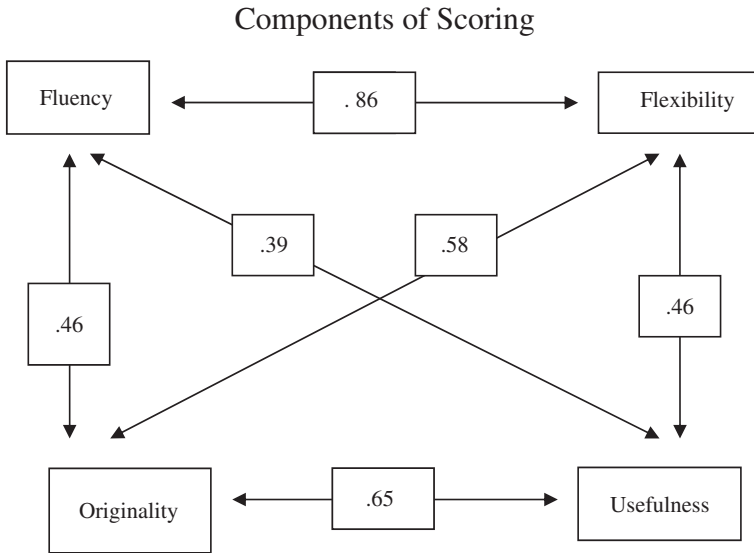 Components of Scoring
Fluency
. 86
Flexibility
.39
.58
.46
.46
Originality
.65
Usefulness